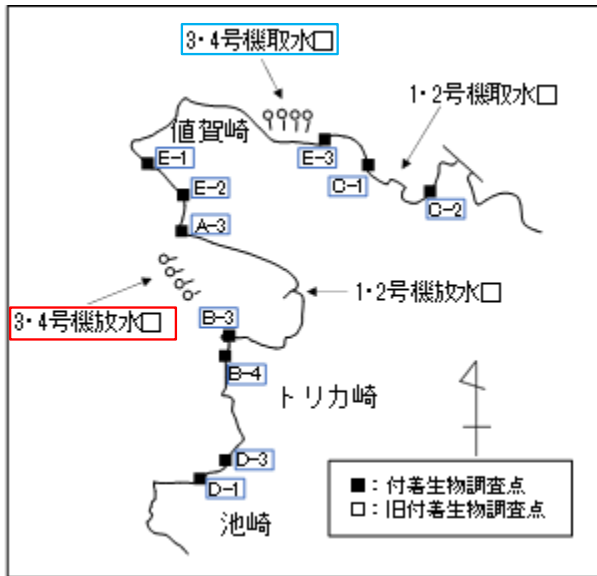 3・4号機取水口
1・2号機取水口
値賀崎
E-1
E-3
C-1
E-2
C-2
A-3
1・2号機放水口
3・4号機放水口
B-3
B-4
トリカ崎
D-3
D-1
池崎
■：付着生物調査点
□：旧付着生物調査点